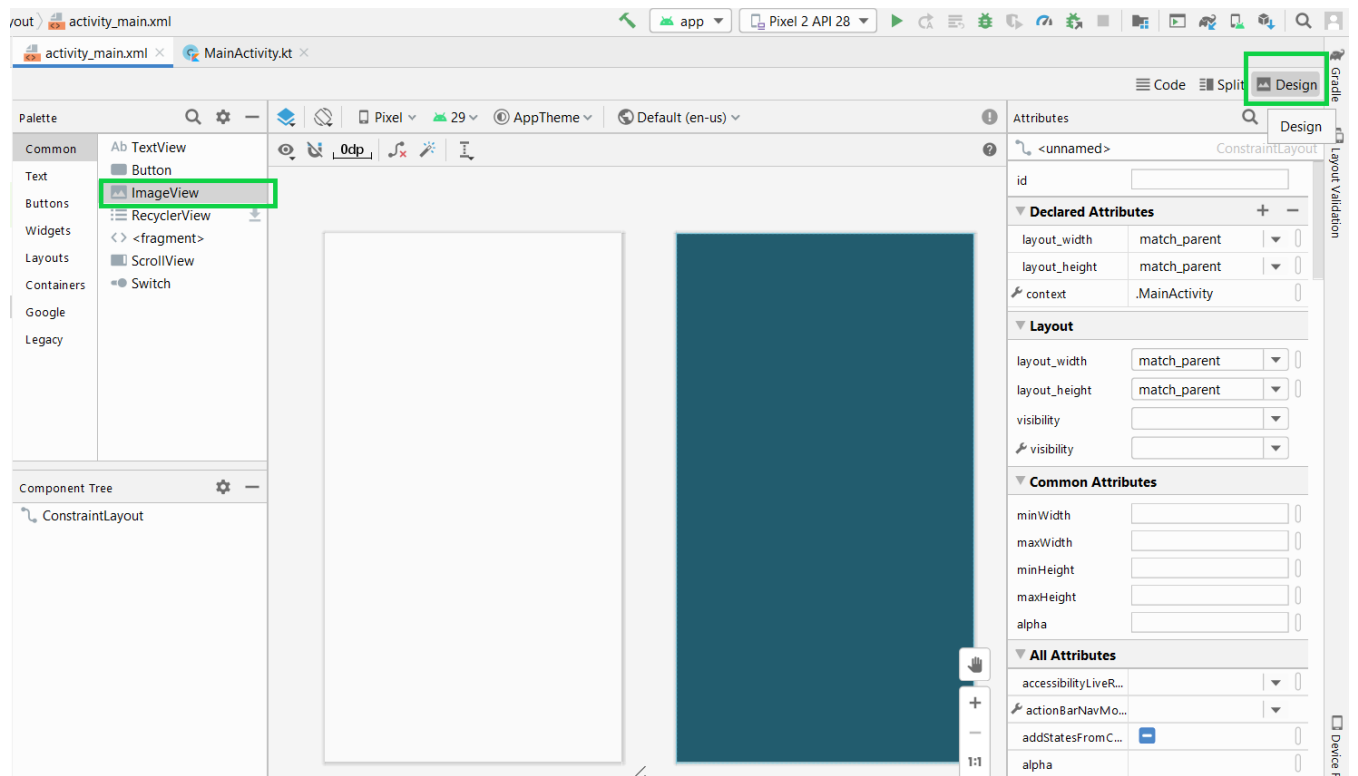 yout activity_main.xml app Pixel 2 API 28
activity_main.xml MainActivity.kt
Code Split Design
Palette Pixel 29 AppTheme Default (en-us) Attributes Design
Common
Text
Buttons
Widgets
Layouts
Containers
Google
Legacy
Ab TextView
Button
ImageView
RecyclerView
<fragment>
ScrollView
Switch
0dp
Component Tree
ConstraintLayout
1:1
<unnamed> ConstraintLayout
id
Declared Attributes
layout_width match_parent
layout_height match_parent
context .MainActivity
Layout
layout_width match_parent
layout_height match_parent
visibility
visibility
Common Attributes
minWidth
maxWidth
minHeight
maxHeight
alpha
All Attributes
accessibilityLiveR...
actionBarNavMo...
addStatesFromC...
alpha
Gradle
Layout Validation
Device F